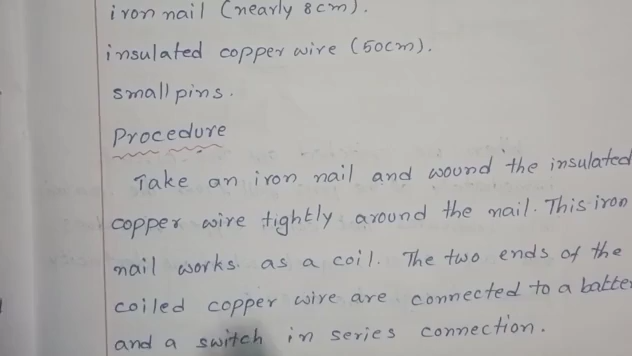 iron nail (nearly 8cm).
insulated copper wire (50cm).
small pins.
Procedure
Take an iron nail and wound the insulated
copper wire tightly around the nail. This iron
nail works as a coil. The two ends of the
coiled copper wire are connected to a batte
and a switch in series connection.